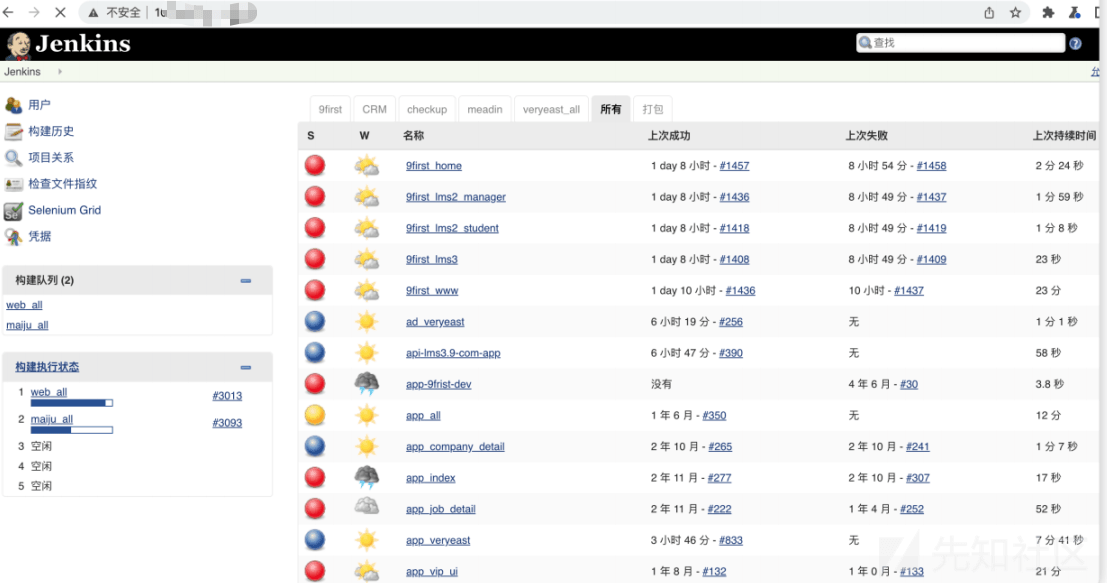 不安全
Jenkins
查找
Jenkins
用户
构建历史
项目关系
检查文件指纹
Selenium Grid
凭据
构建队列 (2)
web_all
maiju_all
构建执行状态
1 web_all #3013
2 maiju_all #3093
3 空闲
4 空闲
5 空闲
9first CRM checkup meadin veryeast_all 所有 打包
S W 名称 上次成功 上次失败 上次持续时间
9first_home 1 day 8 小时 - #1457 8 小时 54 分 - #1458 2 分 24 秒
9first_lms2_manager 1 day 8 小时 - #1436 8 小时 49 分 - #1437 1 分 59 秒
9first_lms2_student 1 day 8 小时 - #1418 8 小时 49 分 - #1419 1 分 8 秒
9first_lms3 1 day 8 小时 - #1408 8 小时 49 分 - #1409 23 秒
9first_www 1 day 10 小时 - #1436 10 小时 - #1437 23 分
ad_veryeast 6 小时 19 分 - #256 无 1 分 1 秒
api-lms3.9-com-app 6 小时 47 分 - #390 无 58 秒
app-9frist-dev 没有 4 年 6 月 - #30 3.8 秒
app_all 1 年 6 月 - #350 无 12 分
app_company_detail 2 年 10 月 - #265 2 年 10 月 - #241 1 分 7 秒
app_index 2 年 11 月 - #277 2 年 10 月 - #307 17 秒
app_job_detail 2 年 11 月 - #222 1 年 4 月 - #252 52 秒
app_veryeast 3 小时 46 分 - #833 无 7 分 41 秒
app_vip_ui 1 年 8 月 - #132 1 年 0 月 - #133 21 分
先知社区